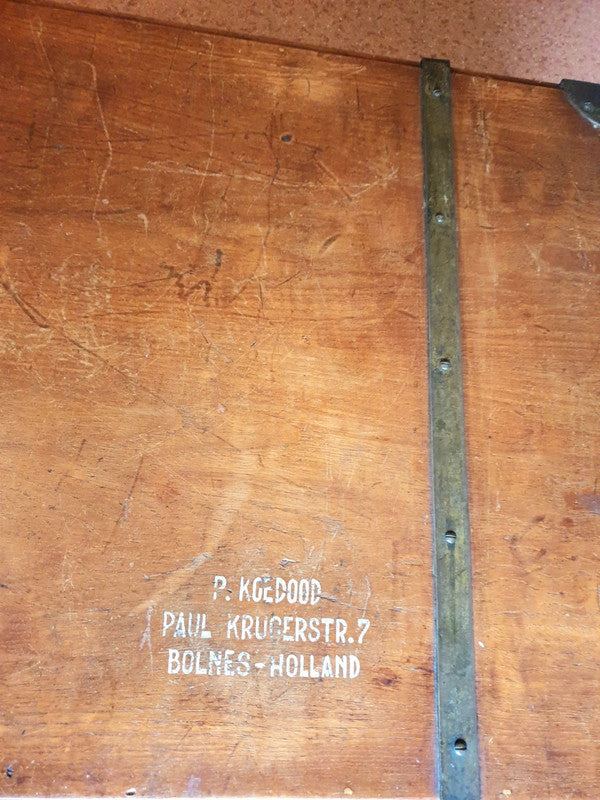 P. KOEDOOD
PAUL KRUGERSTR.7
BOLNES-HOLLAND